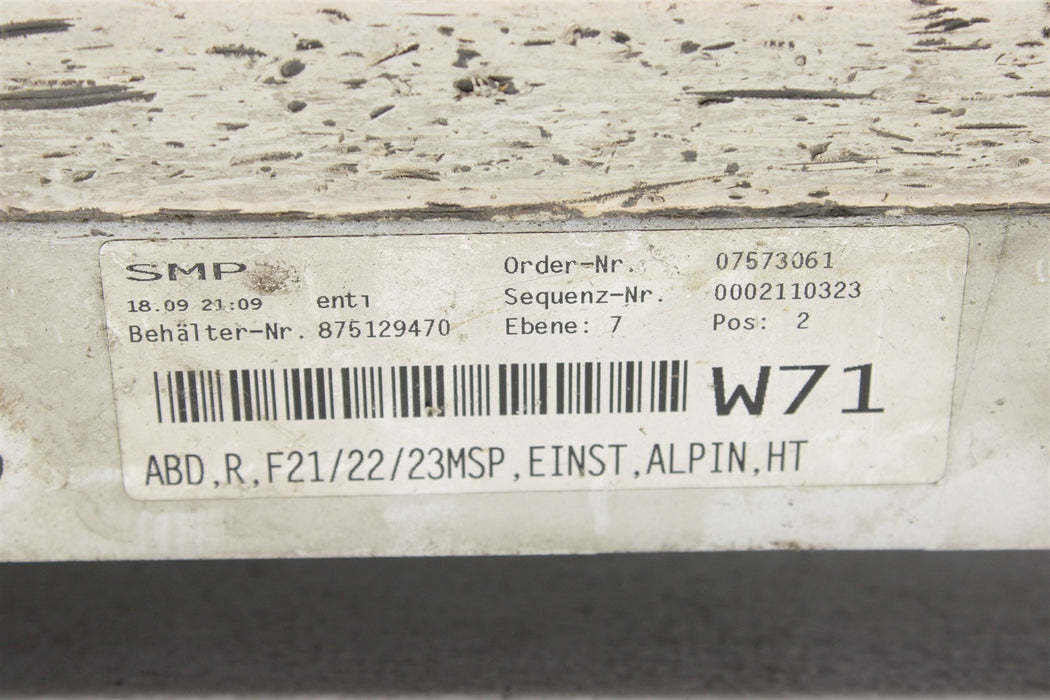 SMP
18.09 21:09
Behälter-Nr. 875129470
Order-Nr. 07573061
Sequenz-Nr. 0002110323
Ebene: 7 Pos: 2
W71
ABD,R,F21/22/23MSP,EINST,ALPIN,HT